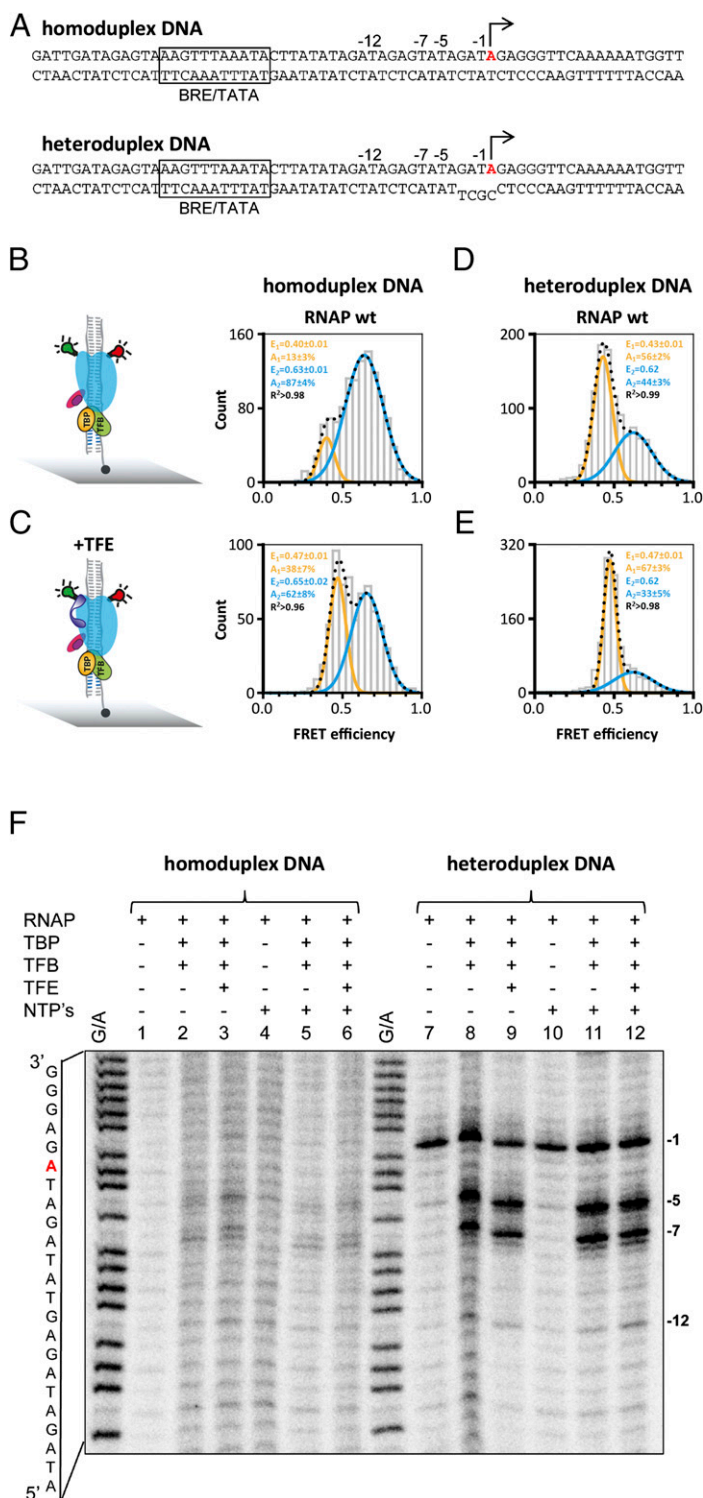 A
homoduplex DNA
-12 -7 -5 -1
GATTGATAGAGTAAAGTTTAAATACTTATATAGATAGAGTATAGATAGAGGGTTCAAAAAATGGTT
CTAACTATCTCATTTCAAATTTATGAATATATCTATCTCATATCTATCTCCCAAGTTTTTTACCAA
BRE/TATA
heteroduplex DNA
-12 -7 -5 -1
GATTGATAGAGTAAAGTTTAAATACTTATATAGATAGAGTATAGATAGAGGGTTCAAAAAATGGTT
CTAACTATCTCATTTCAAATTTATGAATATATCTATCTCATATTCGCCTCCCAAGTTTTTTACCAA
BRE/TATA
B
homoduplex DNA
RNAP wt
160
80
0
Count
E1=0.40±0.01
A1=13±3%
E2=0.63±0.01
A2=87±4%
R²>0.98
0.0 0.5 1.0
TBP
TFB
D
heteroduplex DNA
RNAP wt
200
100
0
E1=0.43±0.01
A1=56±2%
E2=0.62
A2=44±3%
R²>0.99
0.0 0.5 1.0
C
+TFE
TBP
TFB
100
50
0
Count
E1=0.47±0.01
A1=38±7%
E2=0.65±0.02
A2=62±8%
R²>0.96
0.0 0.5 1.0
FRET efficiency
E
320
160
0
E1=0.47±0.01
A1=67±3%
E2=0.62
A2=33±5%
R²>0.98
0.0 0.5 1.0
FRET efficiency
F
homoduplex DNA heteroduplex DNA
RNAP + + + + + + + + + + + +
TBP - + + - + + - + + - + +
TFB - + + - + + - + + - + +
TFE - - + - - + - - + - - +
NTP's - - - + + + - - - + + +
G/A 1 2 3 4 5 6 G/A 7 8 9 10 11 12
3'
G
G
G
A
G
A
T
A
G
A
T
A
T
G
A
G
A
T
A
G
A
T
A
5'
-1
-5
-7
-12